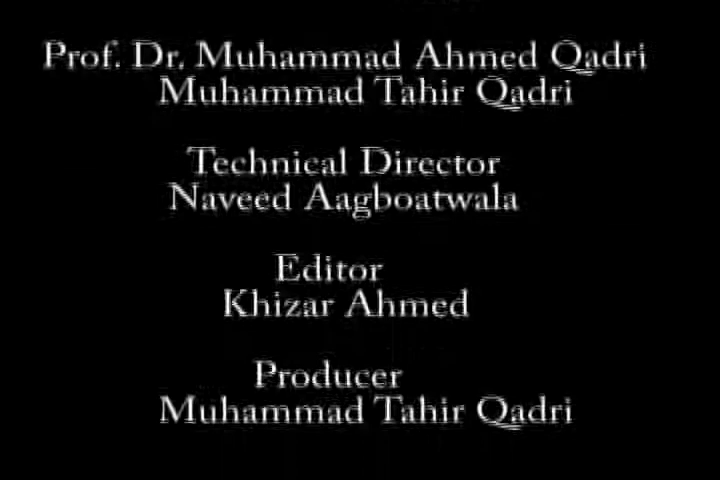 Prof. Dr. Muhammad Ahmed Qadri
Muhammad Tahir Qadri
Technical Director
Naveed Aagboatwala
Editor
Khizar Ahmed
Producer
Muhammad Tahir Qadri